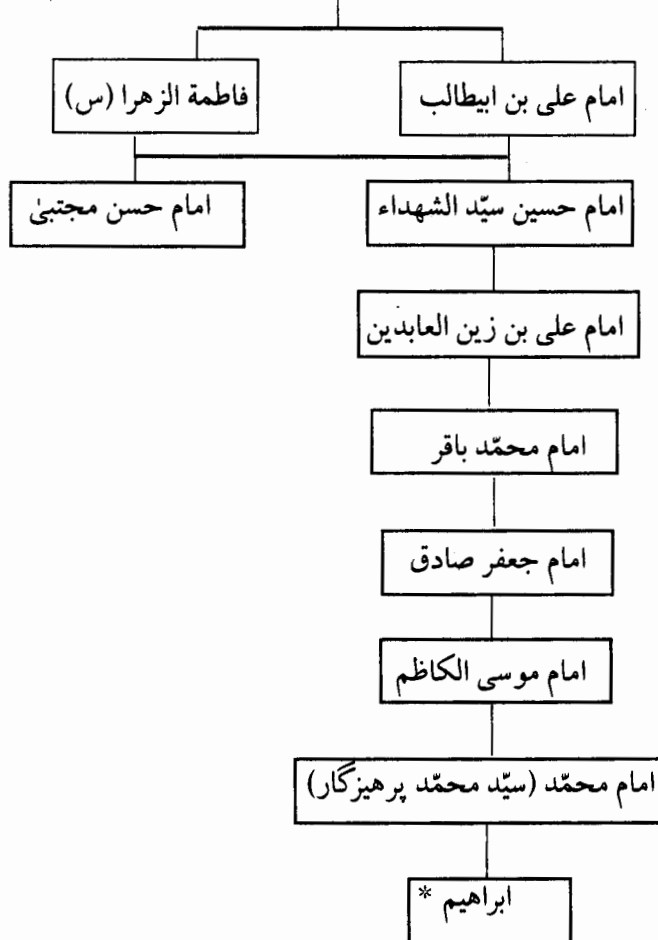 امام علی بن ابیطالب
فاطمة الزهرا (س)
امام حسین سیّد الشهداء
امام حسن مجتبیٰ
امام علی بن زین العابدین
امام محمّد باقر
امام جعفر صادق
امام موسی الکاظم
امام محمّد (سیّد محمّد پرهیزگار)
ابراهیم *